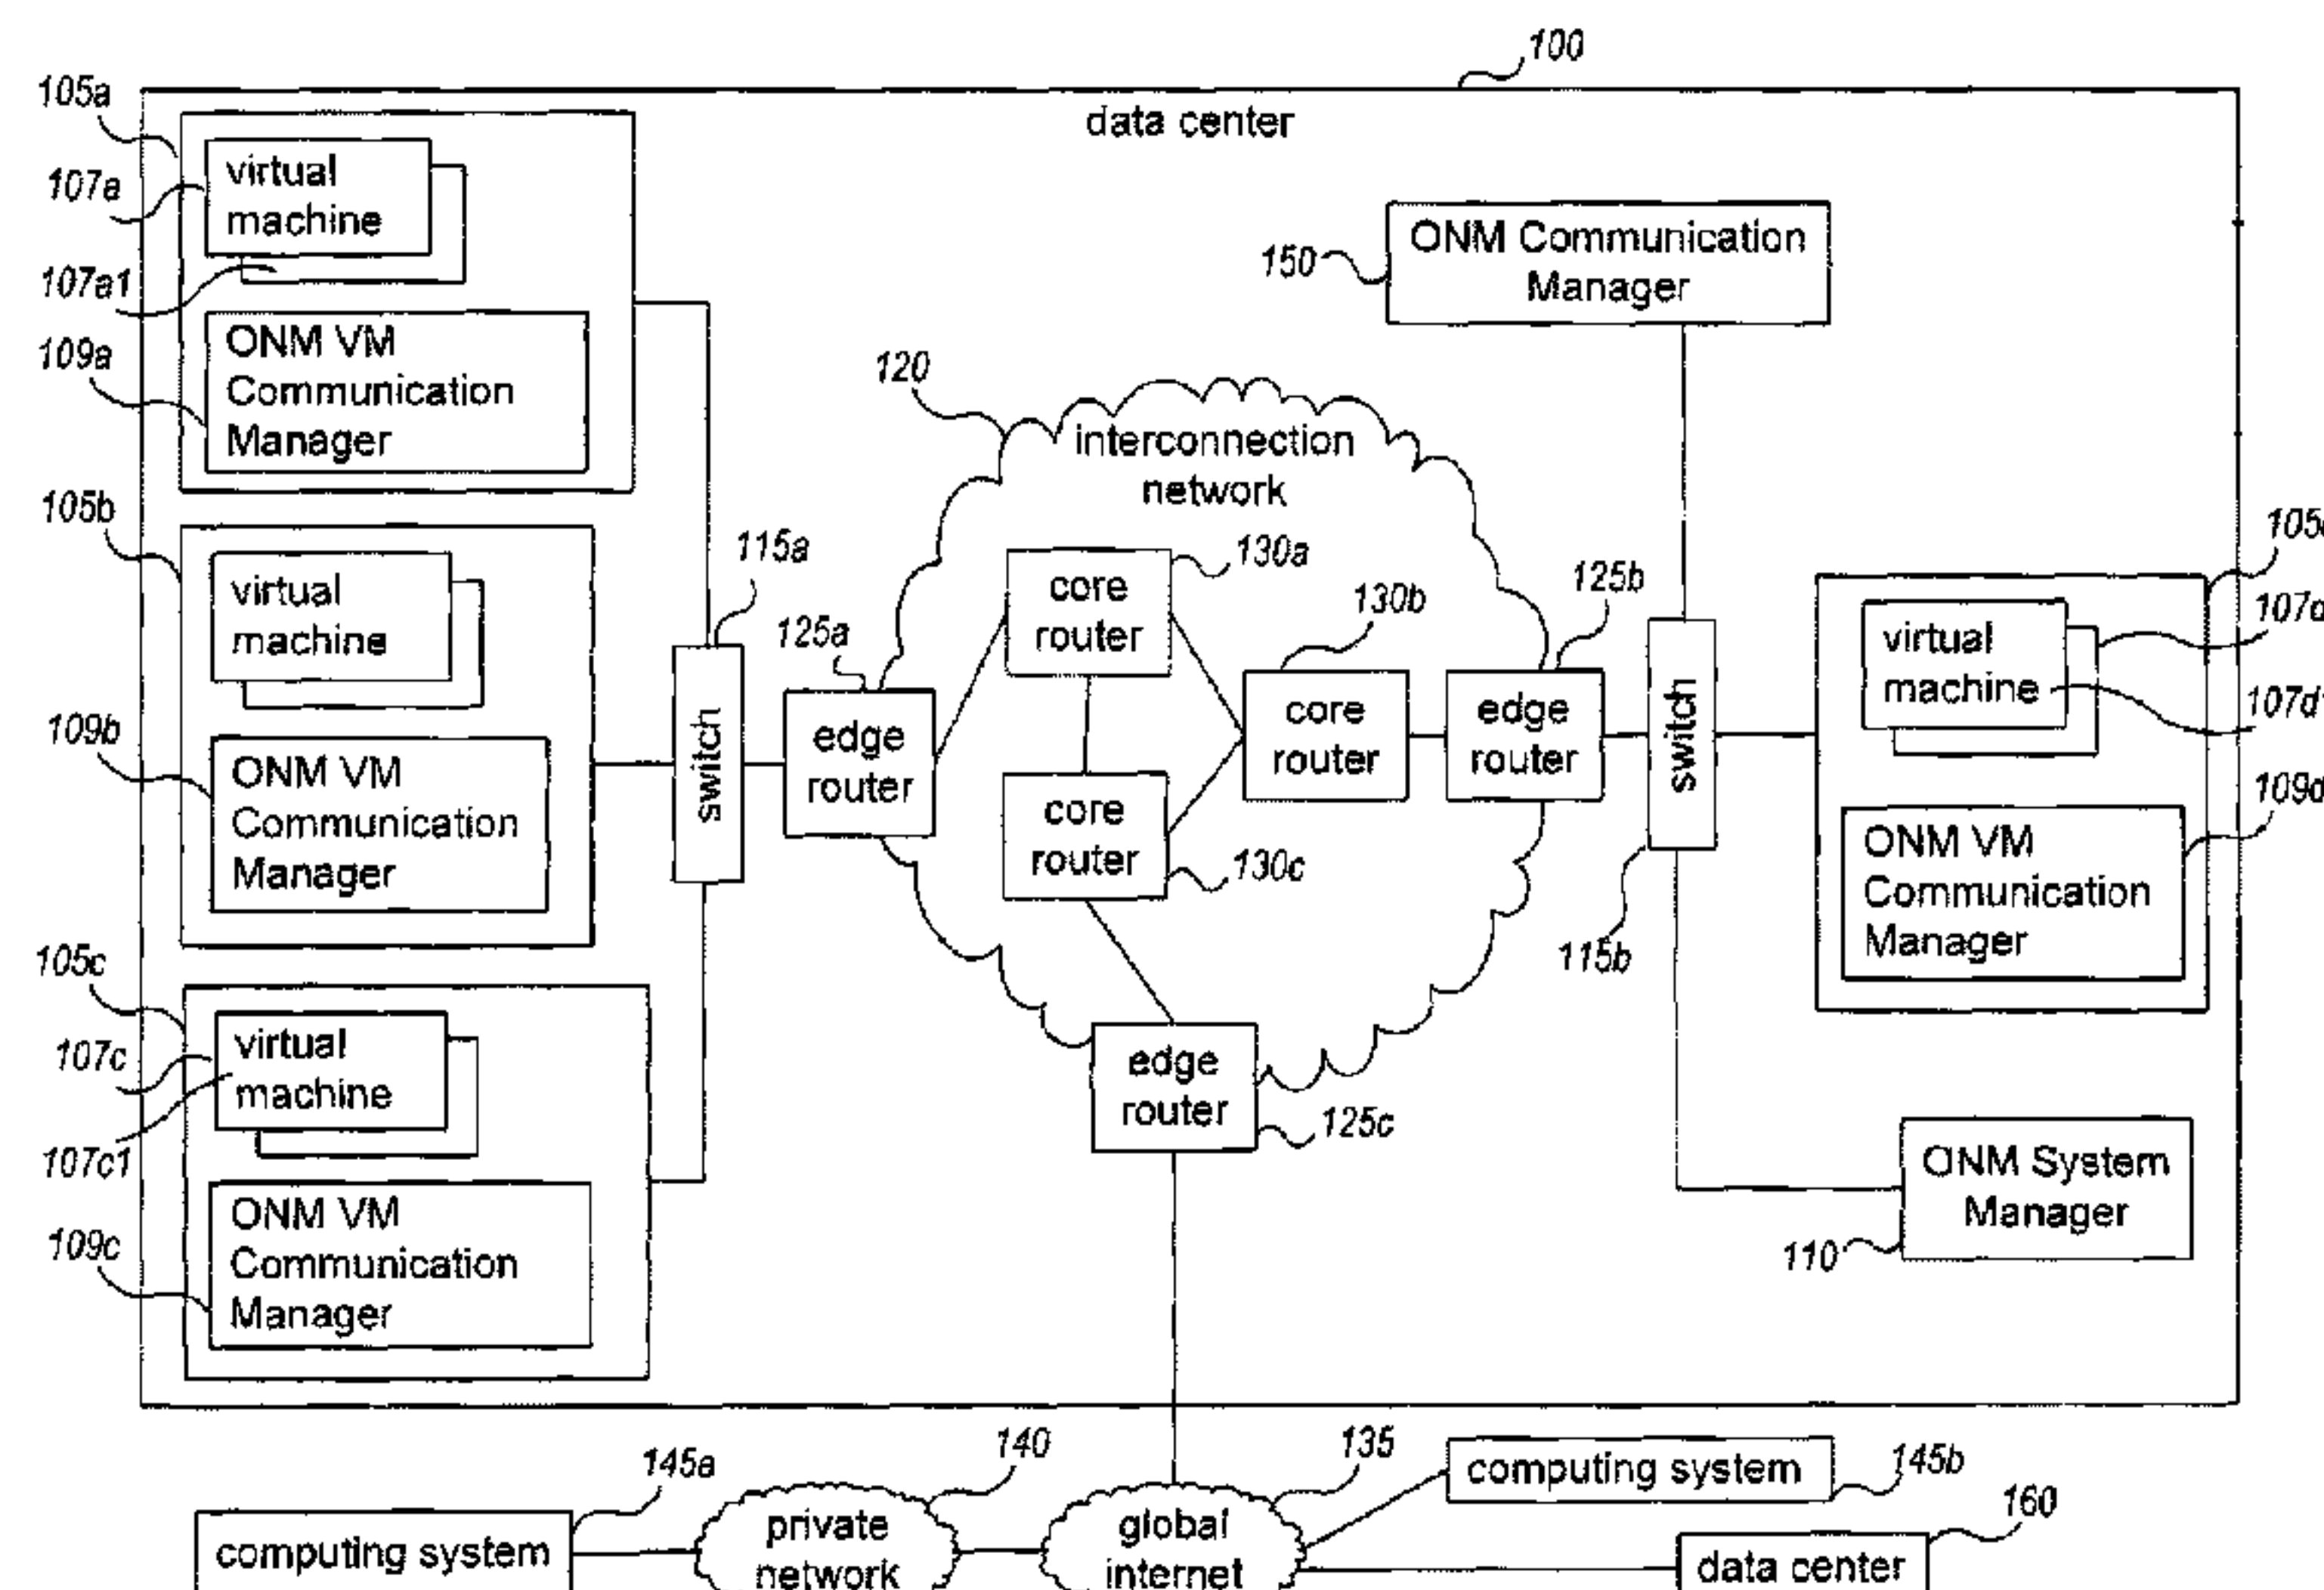 100
105a
data center
virtual
machine
107a
107a1
ONM VM
Communication
Manager
109a
ONM Communication
Manager
150
120
interconnection
network
105b
virtual
machine
109b
ONM VM
Communication
Manager
115a
switch
125a
edge
router
core
router
130a
core
router
130b
core
router
130c
125b
edge
router
switch
115b
virtual
machine
107d
ONM VM
Communication
Manager
109d
105c
virtual
machine
107c
107c1
ONM VM
Communication
Manager
109c
edge
router
125c
ONM System
Manager
110
145a
computing system
140
private
network
135
global
internet
computing system
145b
160
data center